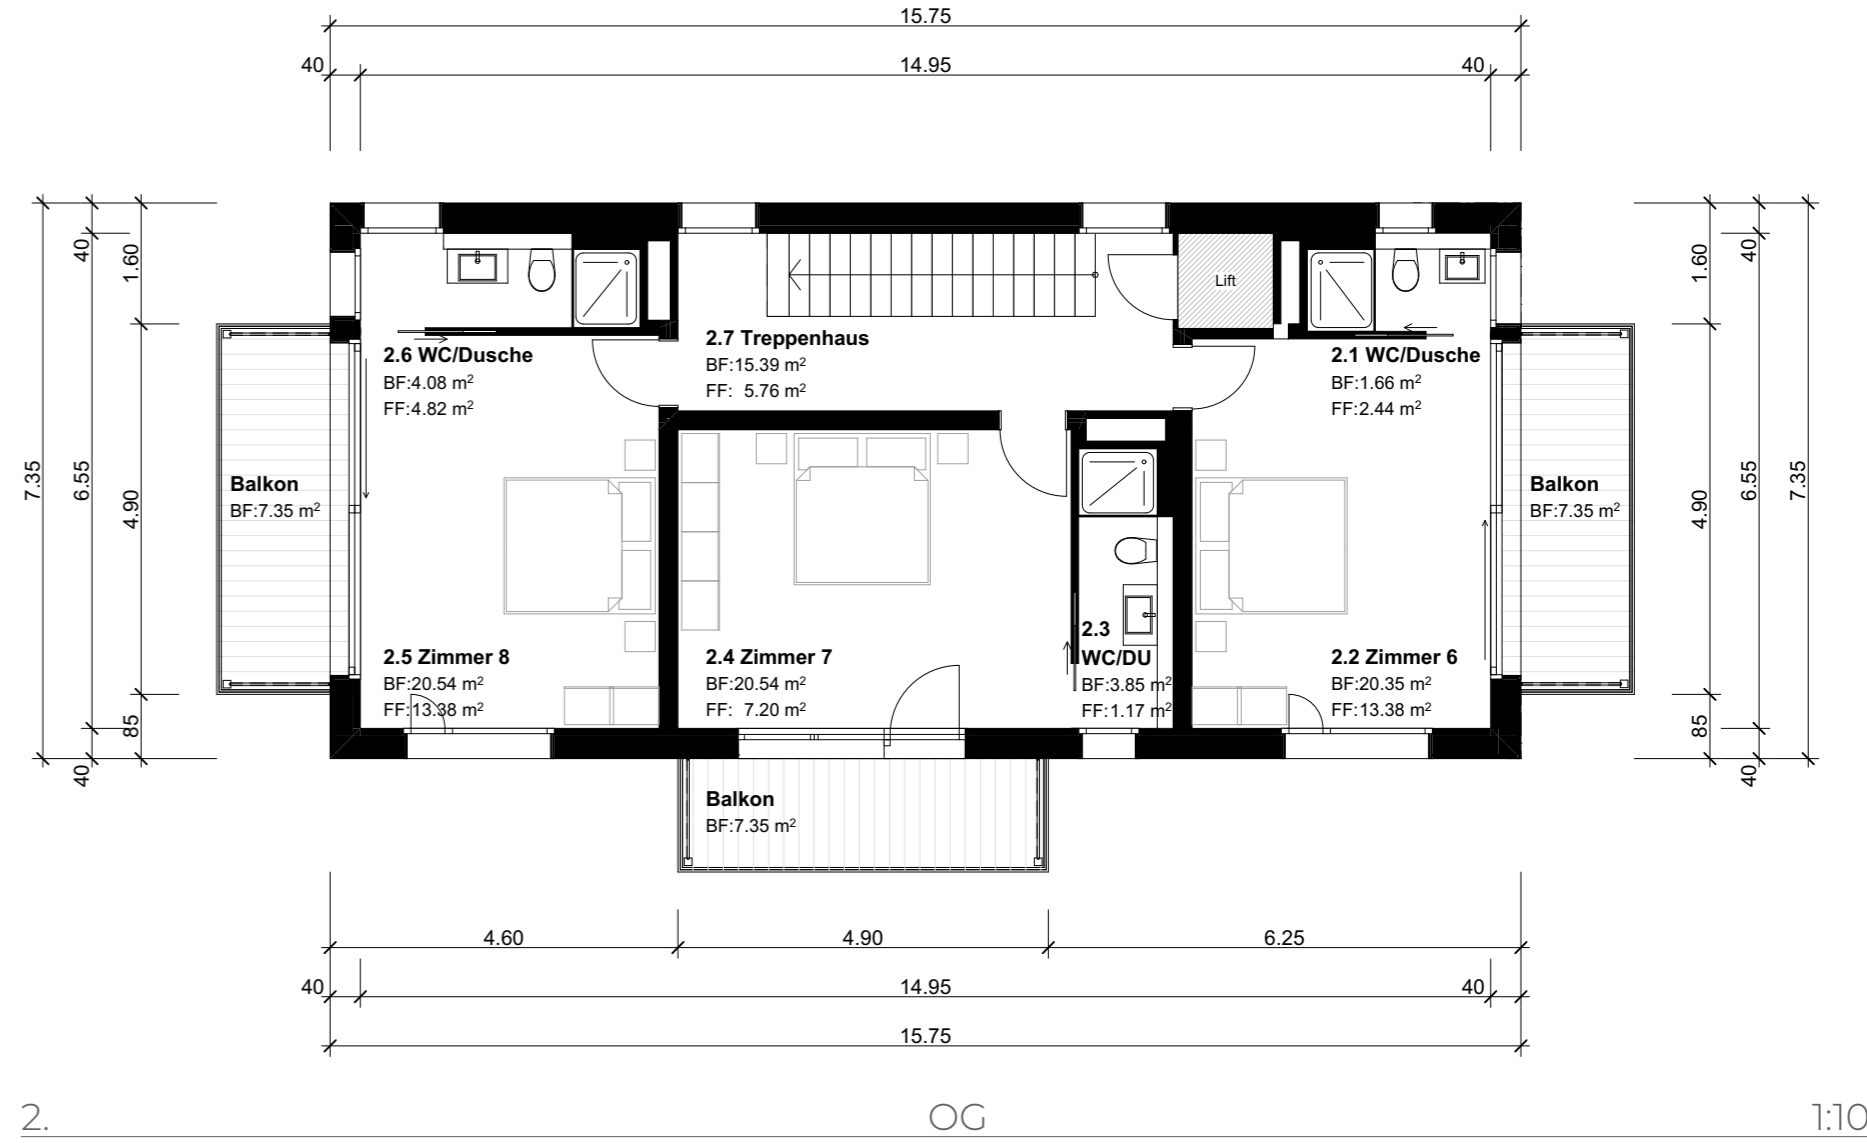 15.75
40 14.95 40
40 1.60 1.60 40
Lift
2.7 Treppenhaus
BF:15.39 m²
FF: 5.76 m²
2.6 WC/Dusche
BF:4.08 m²
FF:4.82 m²
2.1 WC/Dusche
BF:1.66 m²
FF:2.44 m²
7.35 6.55 4.90
Balkon
BF:7.35 m²
Balkon
BF:7.35 m²
4.90 6.55 7.35
2.5 Zimmer 8
BF:20.54 m²
FF:13.38 m²
2.4 Zimmer 7
BF:20.54 m²
FF: 7.20 m²
2.3
WC/DU
BF:3.85 m²
FF:1.17 m²
2.2 Zimmer 6
BF:20.35 m²
FF:13.38 m²
40 85 85 40
Balkon
BF:7.35 m²
4.60 4.90 6.25
40 14.95 40
15.75
2. OG 1:10